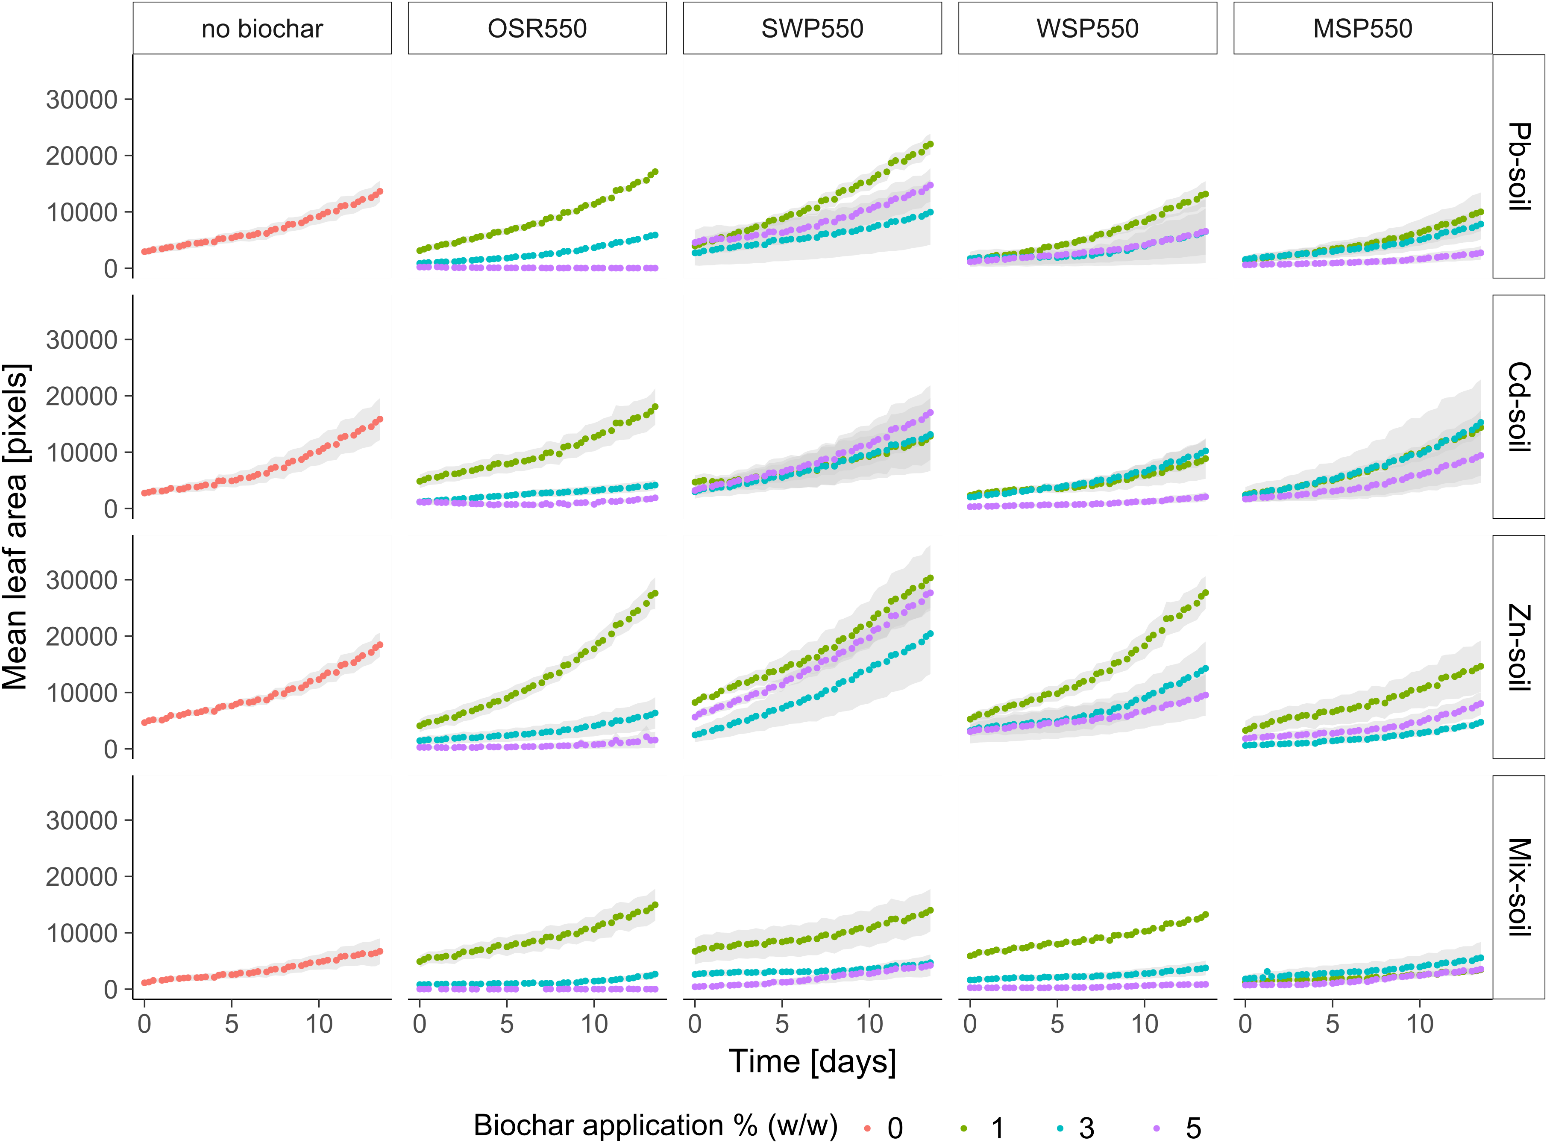 no biochar OSR550 SWP550 WSP550 MSP550
Mean leaf area [pixels]
30000
20000
10000
0
Pb-soil
30000
20000
10000
0
Cd-soil
30000
20000
10000
0
Zn-soil
30000
20000
10000
0
Mix-soil
0 5 10 0 5 10 0 5 10 0 5 10 0 5 10
Time [days]
Biochar application % (w/w) 0 1 3 5